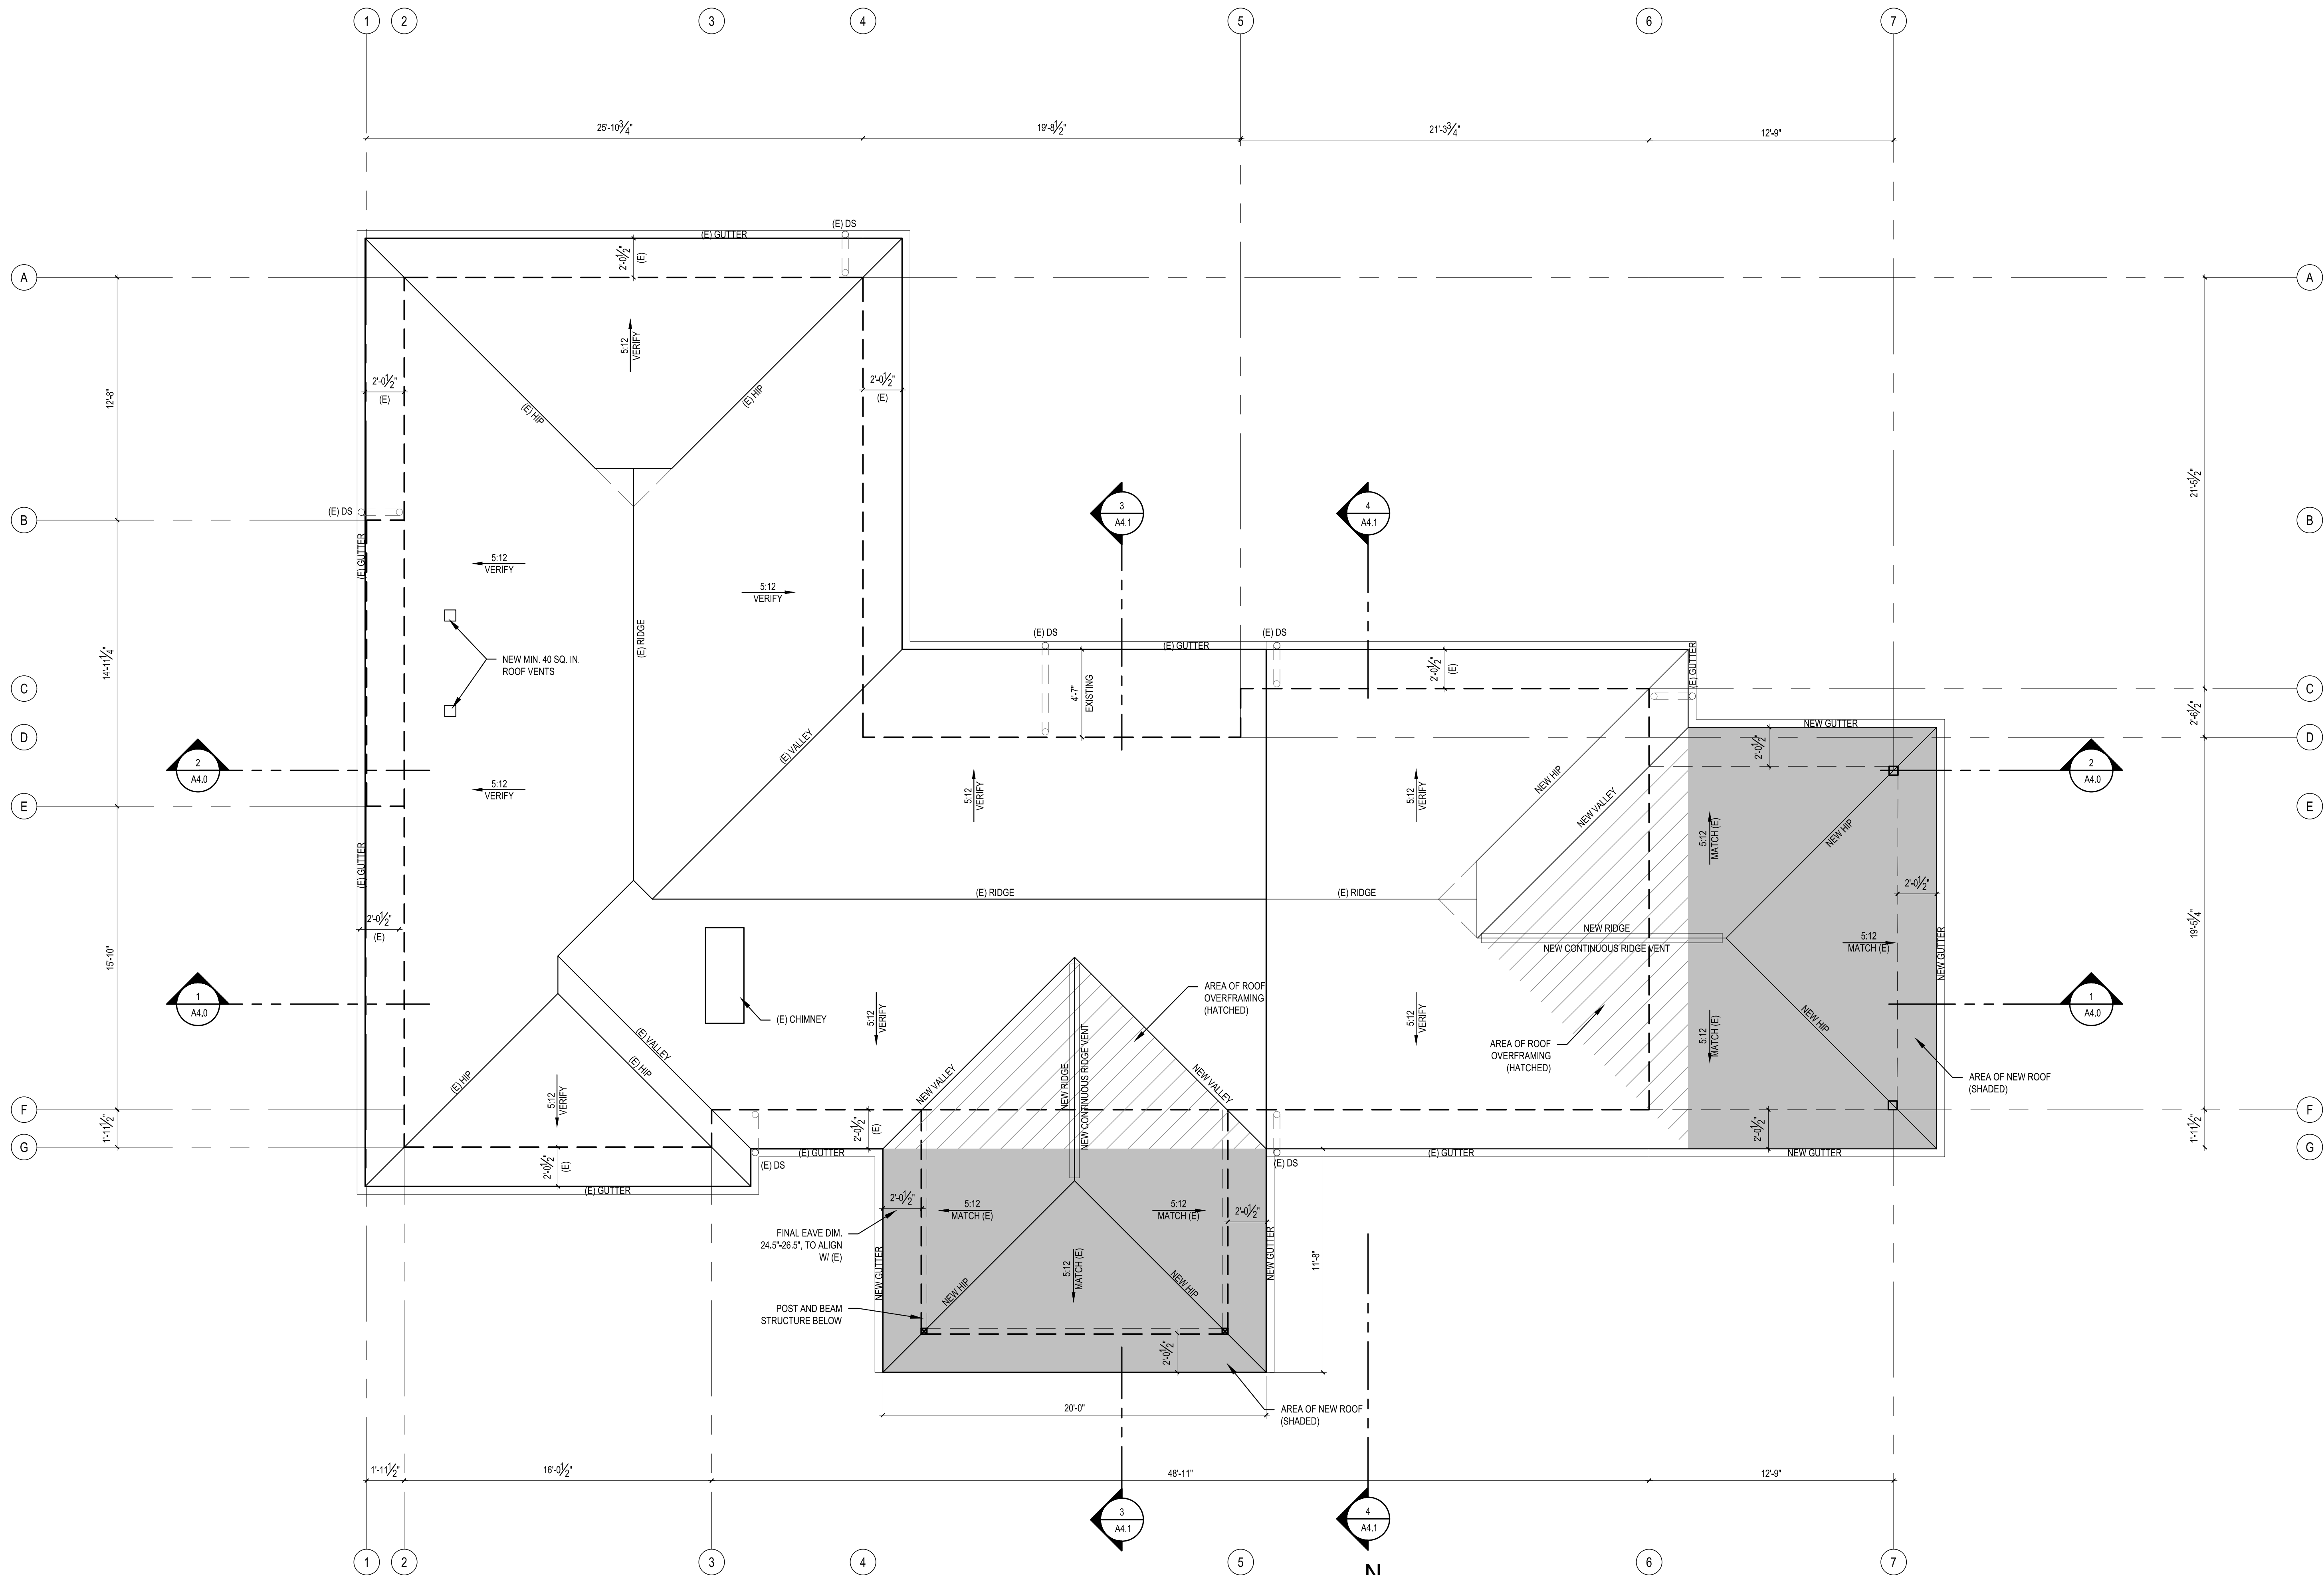 1 2 3 4 5 6 7
25'-10 3/4" 19'-8 1/2" 21'-3 3/4" 12'-9"
(E) DS
(E) GUTTER
2'-0 1/2"
(E)
A A
5:12
VERIFY
2'-0 1/2"
(E)
2'-0 1/2"
(E)
12'-8"
(E) HIP
(E) HIP
21'-5 1/2"
3
A4.1
4
A4.1
(E) DS
B B
(E) GUTTER
5:12
VERIFY
5:12
VERIFY
(E) RIDGE
NEW MIN. 40 SQ. IN.
ROOF VENTS
14'-11 1/4"
(E) DS
(E) GUTTER
(E) DS
(E) GUTTER
2'-0 1/2"
(E)
4'-7"
EXISTING
C C
2'-6 1/2"
NEW GUTTER
D D
(E) VALLEY
2'-0 1/2"
2
A4.0
2
A4.0
5:12
VERIFY
5:12
VERIFY
5:12
VERIFY
NEW HIP
NEW VALLEY
E E
5:12
MATCH (E)
NEW HIP
(E) GUTTER
2'-0 1/2"
(E)
(E) RIDGE
(E) RIDGE
2'-0 1/2"
19'-5 1/4"
NEW RIDGE
NEW CONTINUOUS RIDGE VENT
5:12
MATCH (E)
NEW GUTTER
15'-10"
1
A4.0
1
A4.0
(E) CHIMNEY
5:12
VERIFY
AREA OF ROOF
OVERFRAMING
(HATCHED)
5:12
VERIFY
NEW HIP
5:12
MATCH (E)
AREA OF ROOF
OVERFRAMING
(HATCHED)
(E) VALLEY
(E) HIP
(E) HIP
5:12
VERIFY
NEW VALLEY
NEW RIDGE
NEW CONTINUOUS RIDGE VENT
NEW VALLEY
AREA OF NEW ROOF
(SHADED)
F F
1'-11 1/2"
2'-0 1/2"
(E)
2'-0 1/2"
1'-11 1/2"
G G
(E) GUTTER
(E) GUTTER
NEW GUTTER
(E) DS
(E) DS
2'-0 1/2"
(E)
(E) GUTTER
2'-0 1/2"
5:12
MATCH (E)
5:12
MATCH (E)
2'-0 1/2"
FINAL EAVE DIM.
24.5"-26.5", TO ALIGN
W/ (E)
NEW GUTTER
5:12
MATCH (E)
NEW GUTTER
11'-8"
NEW HIP
NEW HIP
POST AND BEAM
STRUCTURE BELOW
2'-0 1/2"
20'-0"
AREA OF NEW ROOF
(SHADED)
1'-11 1/2" 16'-0 1/2" 48'-11" 12'-9"
3
A4.1
4
A4.1
1 2 3 4 5 6 7
N